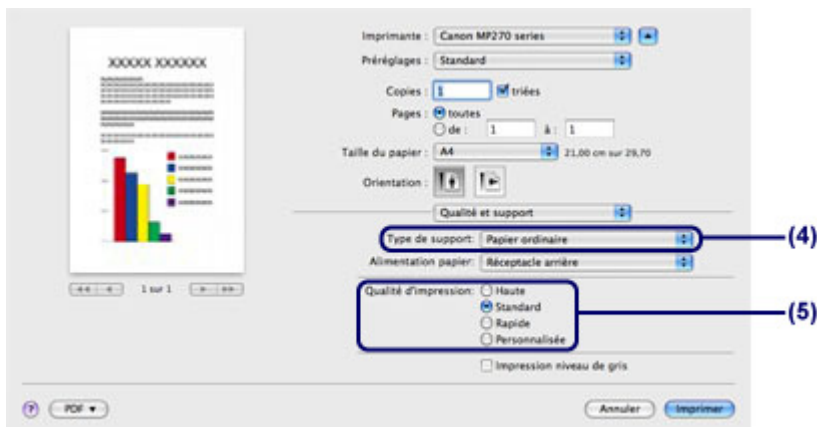 XXXXX XXXXXX
1 sur 1
Imprimante : Canon MP270 series
Préréglages : Standard
Copies : 1 triées
Pages : toutes
de : 1 à : 1
Taille du papier : A4 21,00 cm sur 29,70
Orientation :
Qualité et support
Type de support: Papier ordinaire
(4)
Alimentation papier: Réceptacle arrière
Qualité d'impression: Haute
Standard
(5)
Rapide
Personnalisée
Impression niveau de gris
? PDF Annuler Imprimer